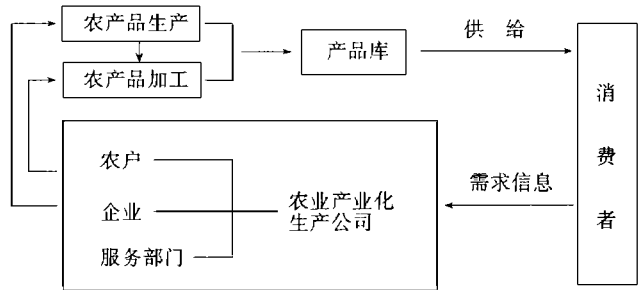 农产品生产
农产品加工
产品库
供 给
消费者
农户
企业
服务部门
农业产业化
生产公司
需求信息